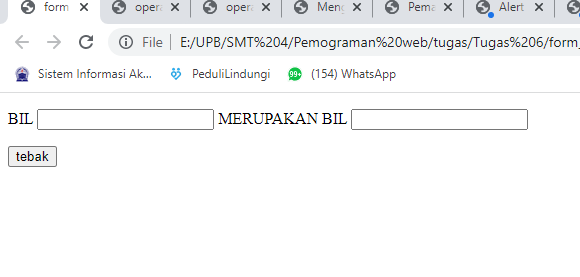 form
opera
opera
Meng
Pema
Alert
File E:/UPB/SMT%204/Pemograman%20web/tugas/Tugas%206/form_
Sistem Informasi Ak... PeduliLindungi 99+ (154) WhatsApp
BIL MERUPAKAN BIL
tebak